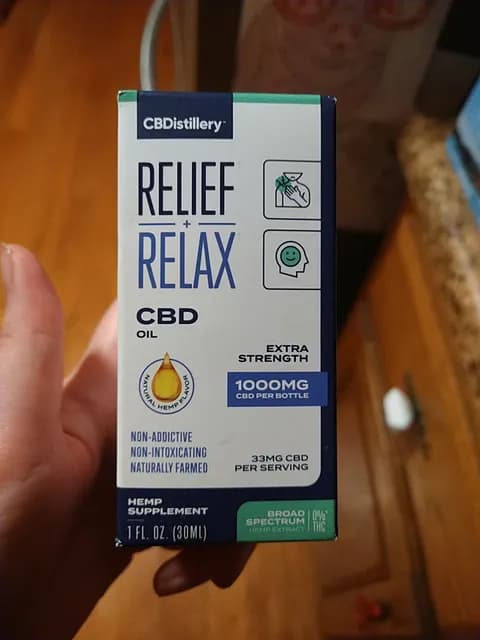 CBDistillery™
RELIEF
+
RELAX
CBD
OIL
EXTRA
STRENGTH
1000MG
CBD PER BOTTLE
NATURAL HEMP FLAVOR
NON-ADDICTIVE
NON-INTOXICATING
NATURALLY FARMED
33MG CBD
PER SERVING
HEMP
SUPPLEMENT
1 FL. OZ. (30ML)
BROAD
SPECTRUM
HEMP EXTRACT
0%*
THC